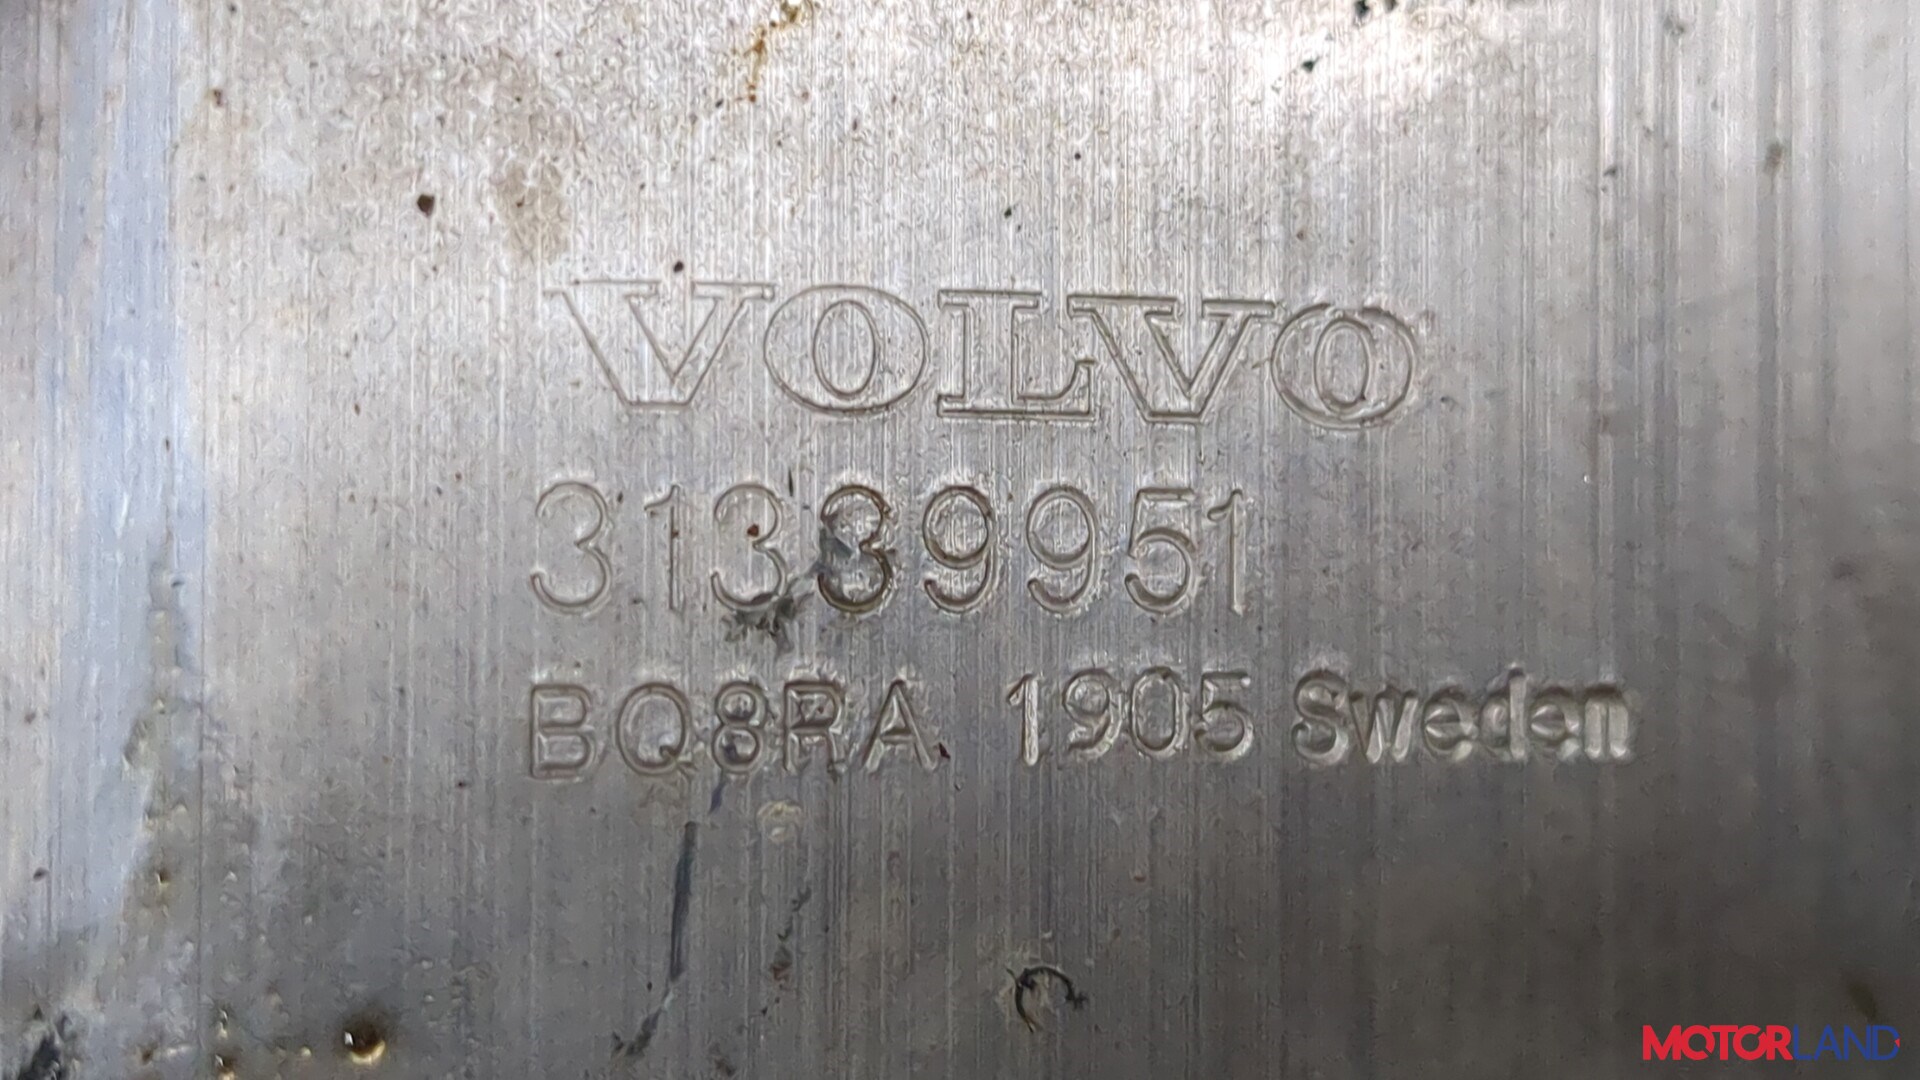 VOLVO
31339951
BQ8RA 1905 Sweden
MOTORLAND